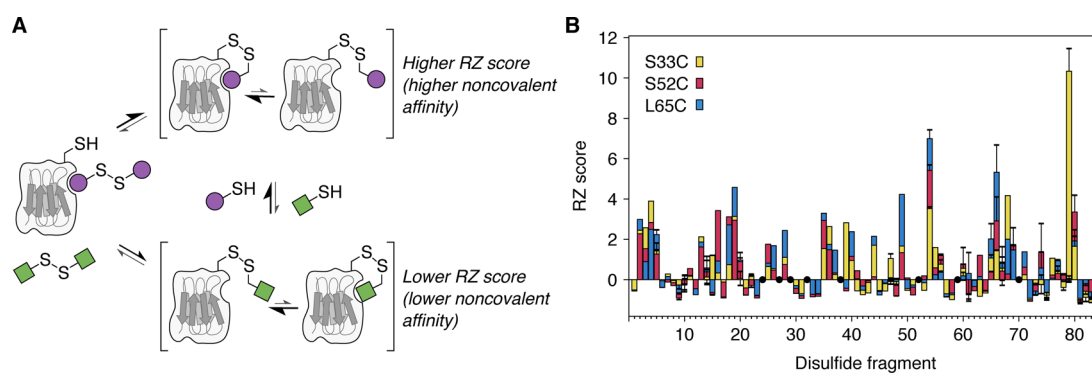 A
S
S
S
S
Higher RZ score
(higher noncovalent
affinity)
SH
S
S
SH
SH
S
S
S
S
S
S
Lower RZ score
(lower noncovalent
affinity)
B
12
10
8
6
4
2
0
RZ score
S33C
S52C
L65C
10
20
30
40
50
60
70
80
Disulfide fragment